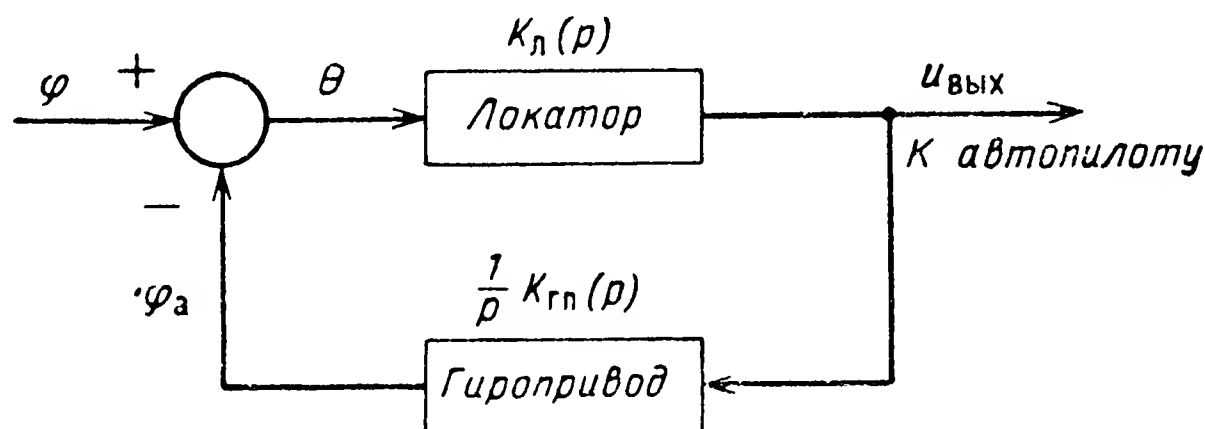 K_л(p)
φ + θ Локатор u_вых
К автопилоту
−
φ_а
1/p K_гп(p)
Гиропривод